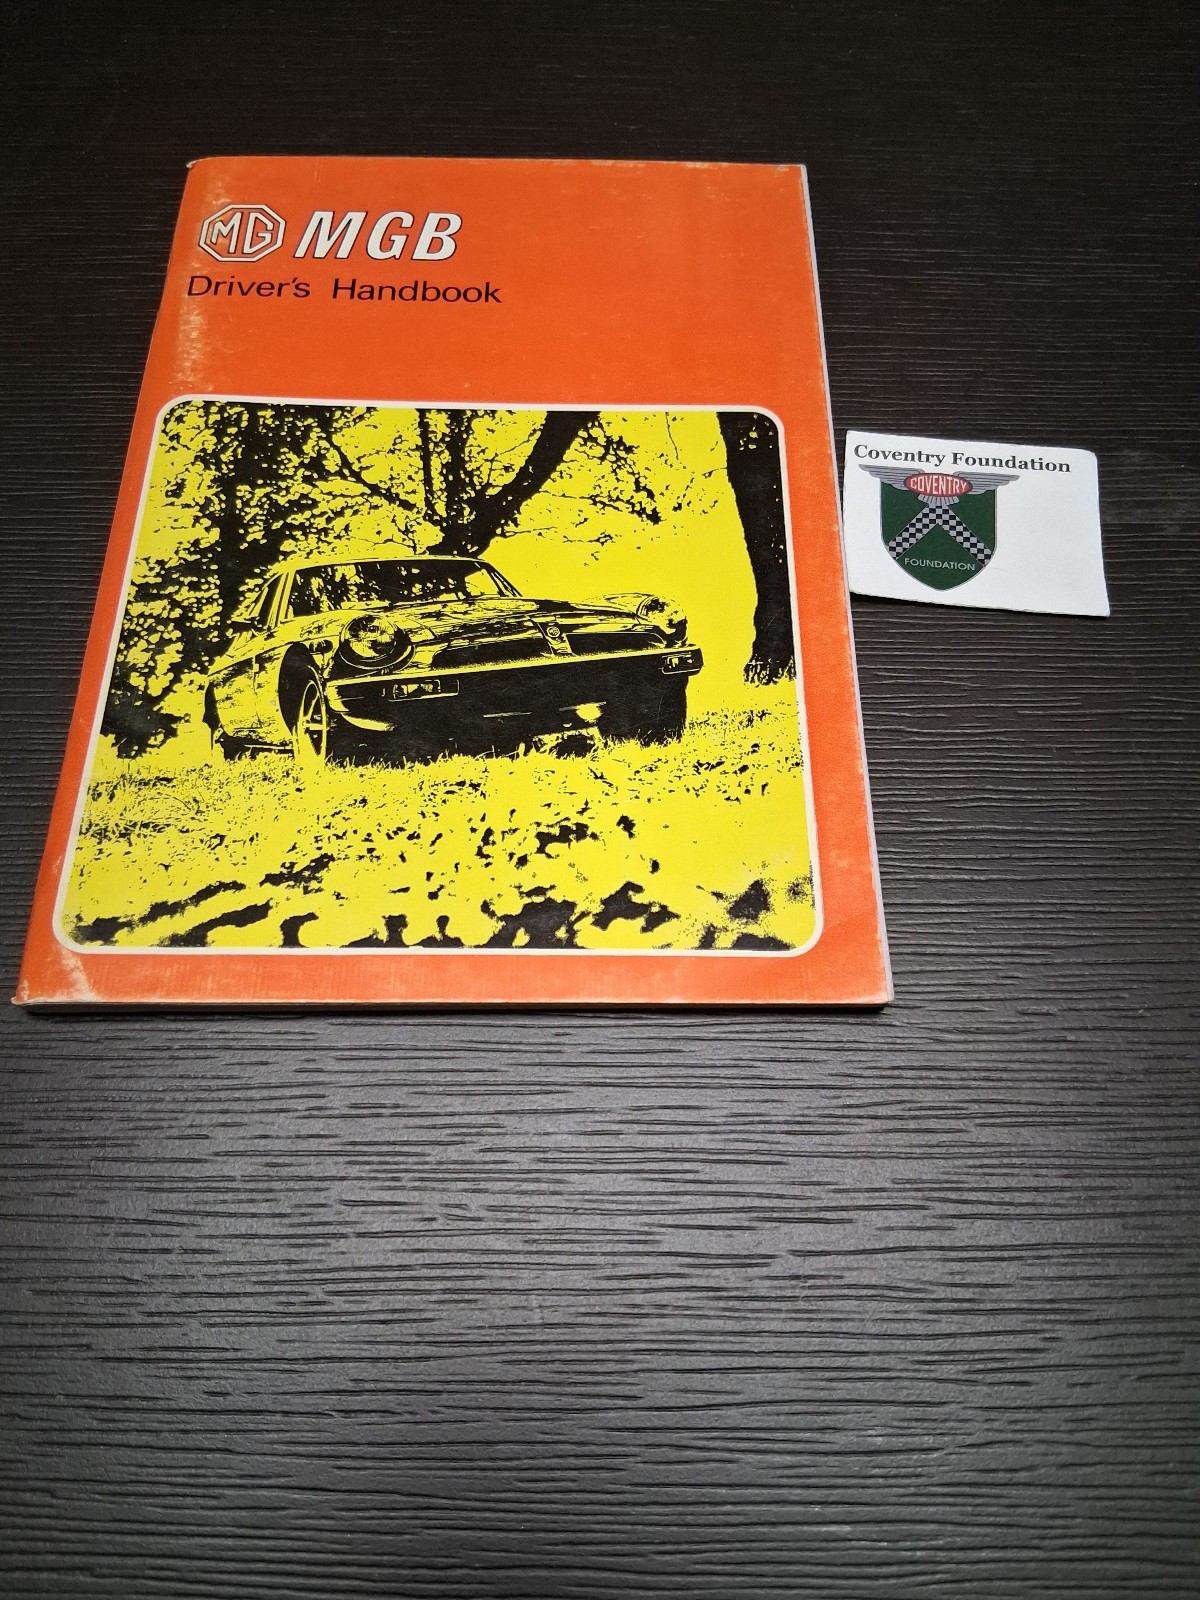 MG MGB
Driver's Handbook
Coventry Foundation
COVENTRY
FOUNDATION